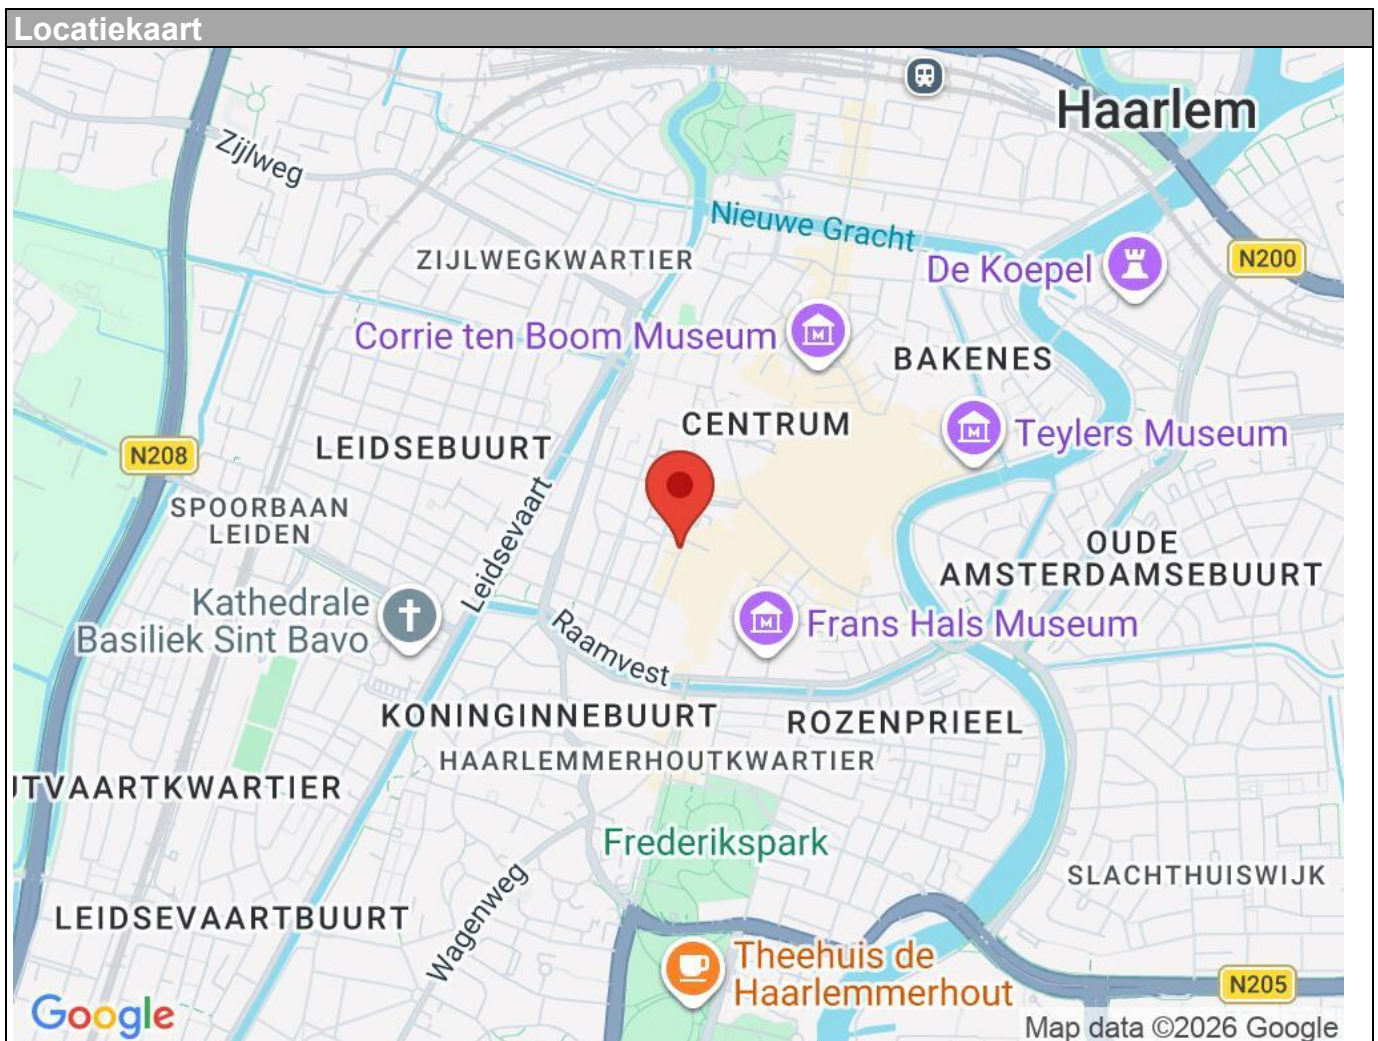 Locatiekaart
Haarlem
Zijlweg
Nieuwe Gracht
ZIJLWEGKWARTIER
De Koepel
N200
Corrie ten Boom Museum
BAKENES
CENTRUM
Teylers Museum
LEIDSEBUURT
N208
SPOORBAAN
LEIDEN
Leidsevaart
OUDE
AMSTERDAMSEBUURT
Kathedrale
Basiliek Sint Bavo
Raamvest
Frans Hals Museum
KONINGINNEBUURT
ROZENPRIEEL
HAARLEMMERHOUTKWARTIER
UTVAARTKWARTIER
Frederikspark
SLACHTHUISWIJK
LEIDSEVAARTBUURT
Wagenweg
Theehuis de
Haarlemmerhout
N205
Google
Map data ©2026 Google